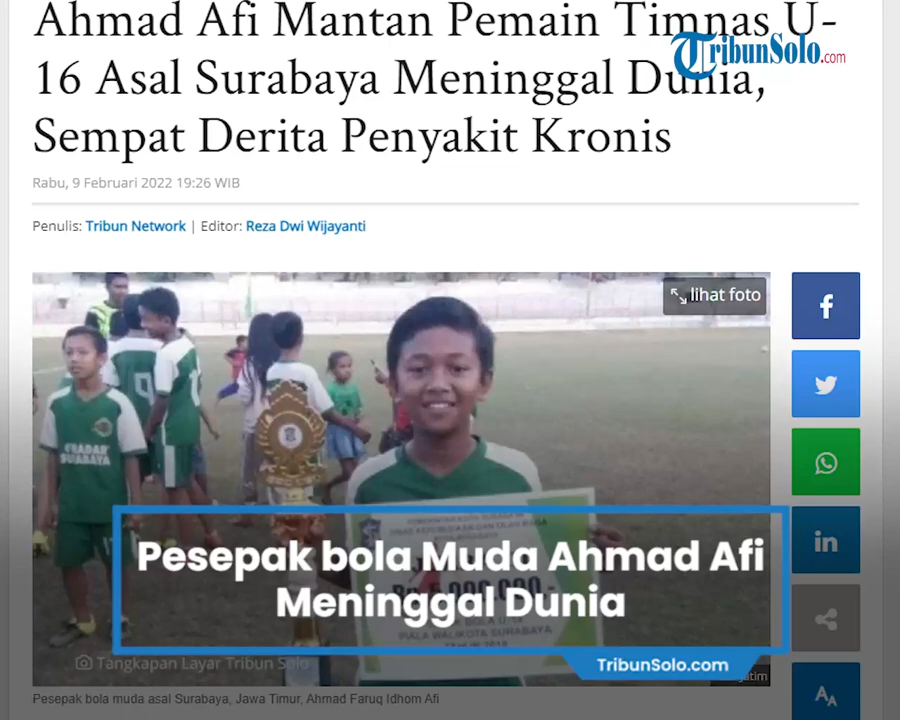 Ahmad Afi Mantan Pemain Timnas U-
TribunSolo.com
16 Asal Surabaya Meninggal Dunia,
Sempat Derita Penyakit Kronis
Rabu, 9 Februari 2022 19:26 WIB
Penulis: Tribun Network | Editor: Reza Dwi Wijayanti
lihat foto
RADAR
SURABAYA
9
Pesepak bola Muda Ahmad Afi
Meninggal Dunia
PIALA WALIKOTA SURABAYA
Tangkapan Layar Tribun Solo
TribunSolo.com
Pesepak bola muda asal Surabaya, Jawa Timur, Ahmad Faruq Idhom Afi
AA